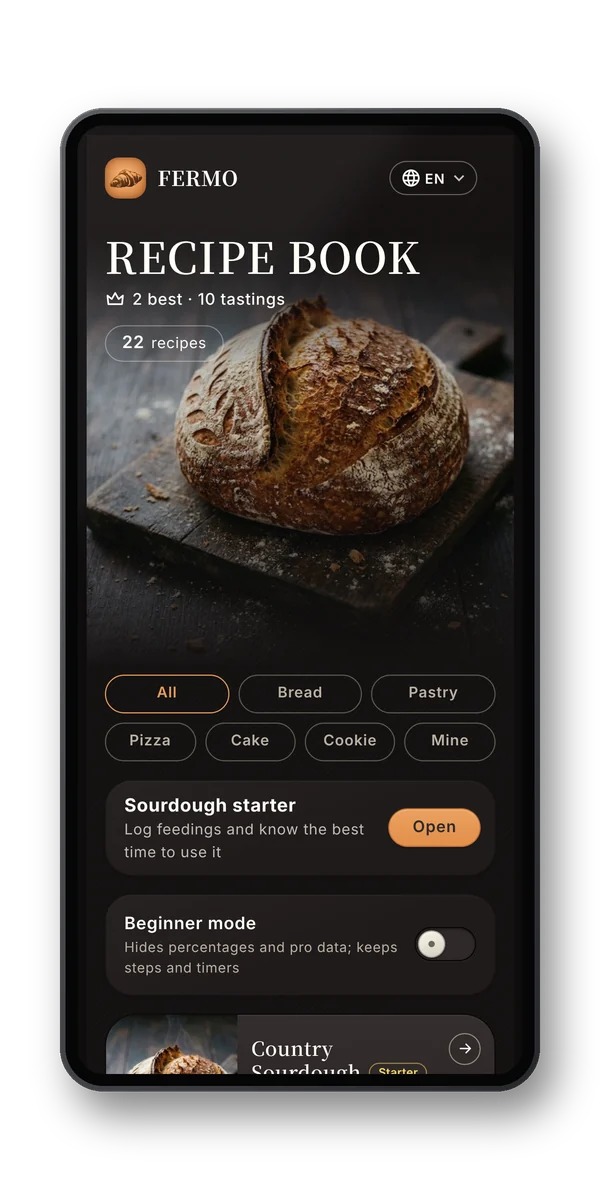 FERMO
EN
RECIPE BOOK
2 best · 10 tastings
22 recipes
All
Bread
Pastry
Pizza
Cake
Cookie
Mine
Sourdough starter
Log feedings and know the best
time to use it
Open
Beginner mode
Hides percentages and pro data; keeps
steps and timers
Country
Sourdough
Starter